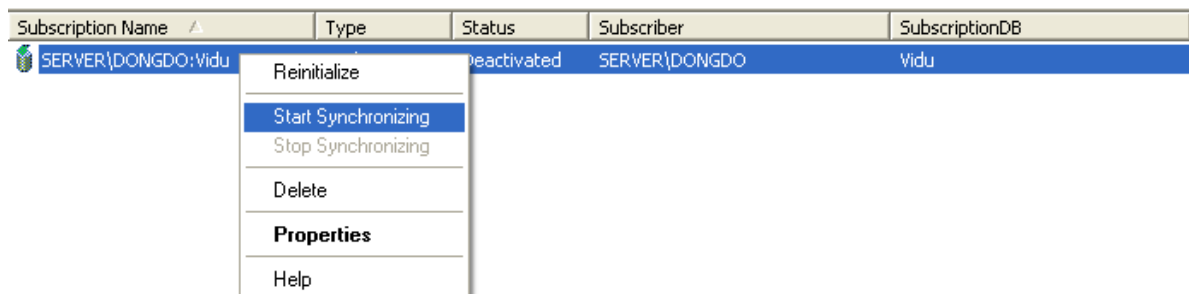 Subscription Name Type Status Subscriber SubscriptionDB
SERVER\DONGDO:Vidu Deactivated SERVER\DONGDO Vidu
Reinitialize
Start Synchronizing
Stop Synchronizing
Delete
Properties
Help